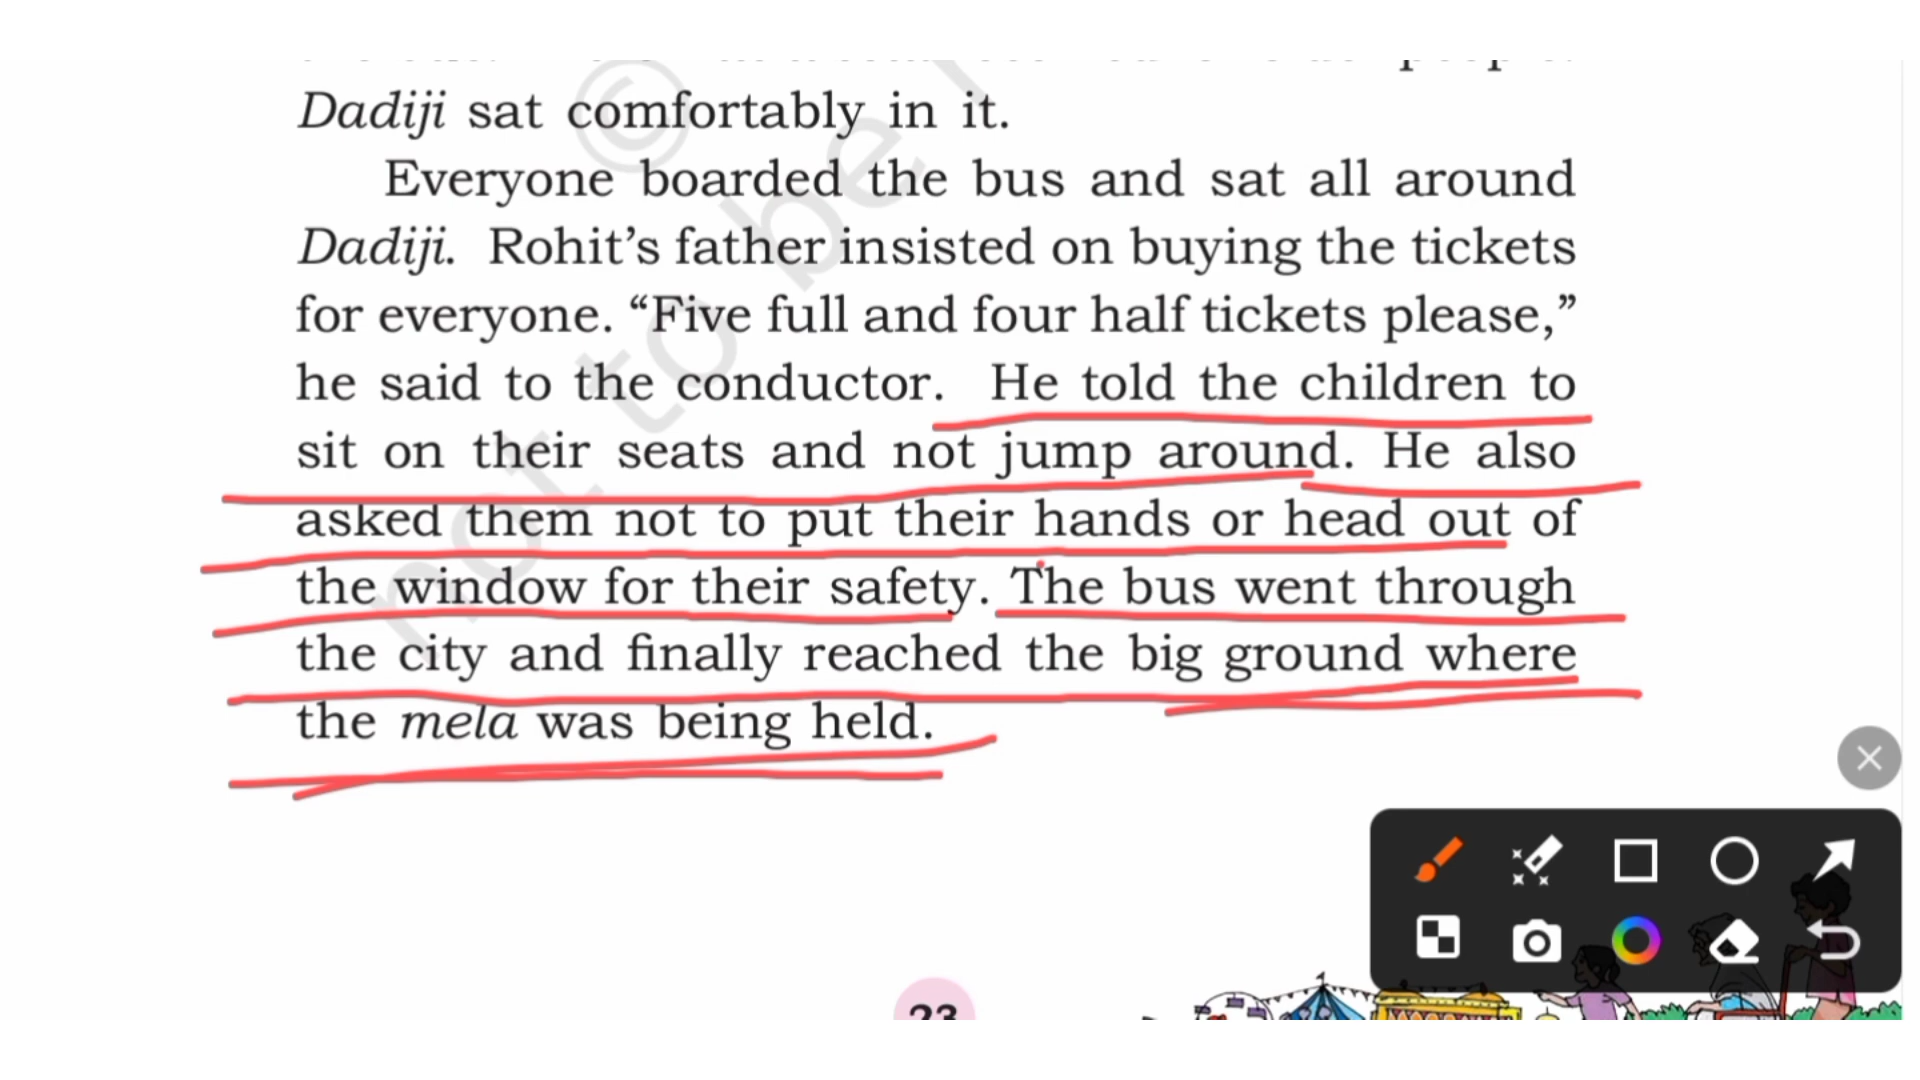 Dadiji sat comfortably in it.
Everyone boarded the bus and sat all around
Dadiji. Rohit's father insisted on buying the tickets
for everyone. “Five full and four half tickets please,”
he said to the conductor. He told the children to
sit on their seats and not jump around. He also
asked them not to put their hands or head out of
the window for their safety. The bus went through
the city and finally reached the big ground where
the mela was being held.
© not to be
23